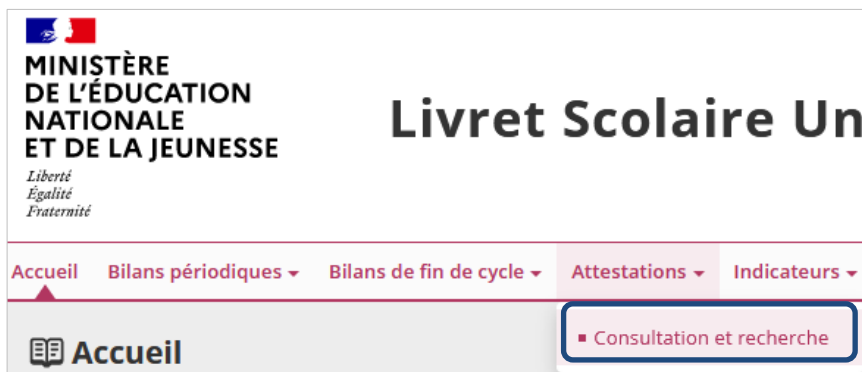 MINISTÈRE
DE L'ÉDUCATION
NATIONALE
ET DE LA JEUNESSE
Liberté
Égalité
Fraternité
Livret Scolaire Un
Accueil Bilans périodiques Bilans de fin de cycle Attestations Indicateurs
Consultation et recherche
Accueil